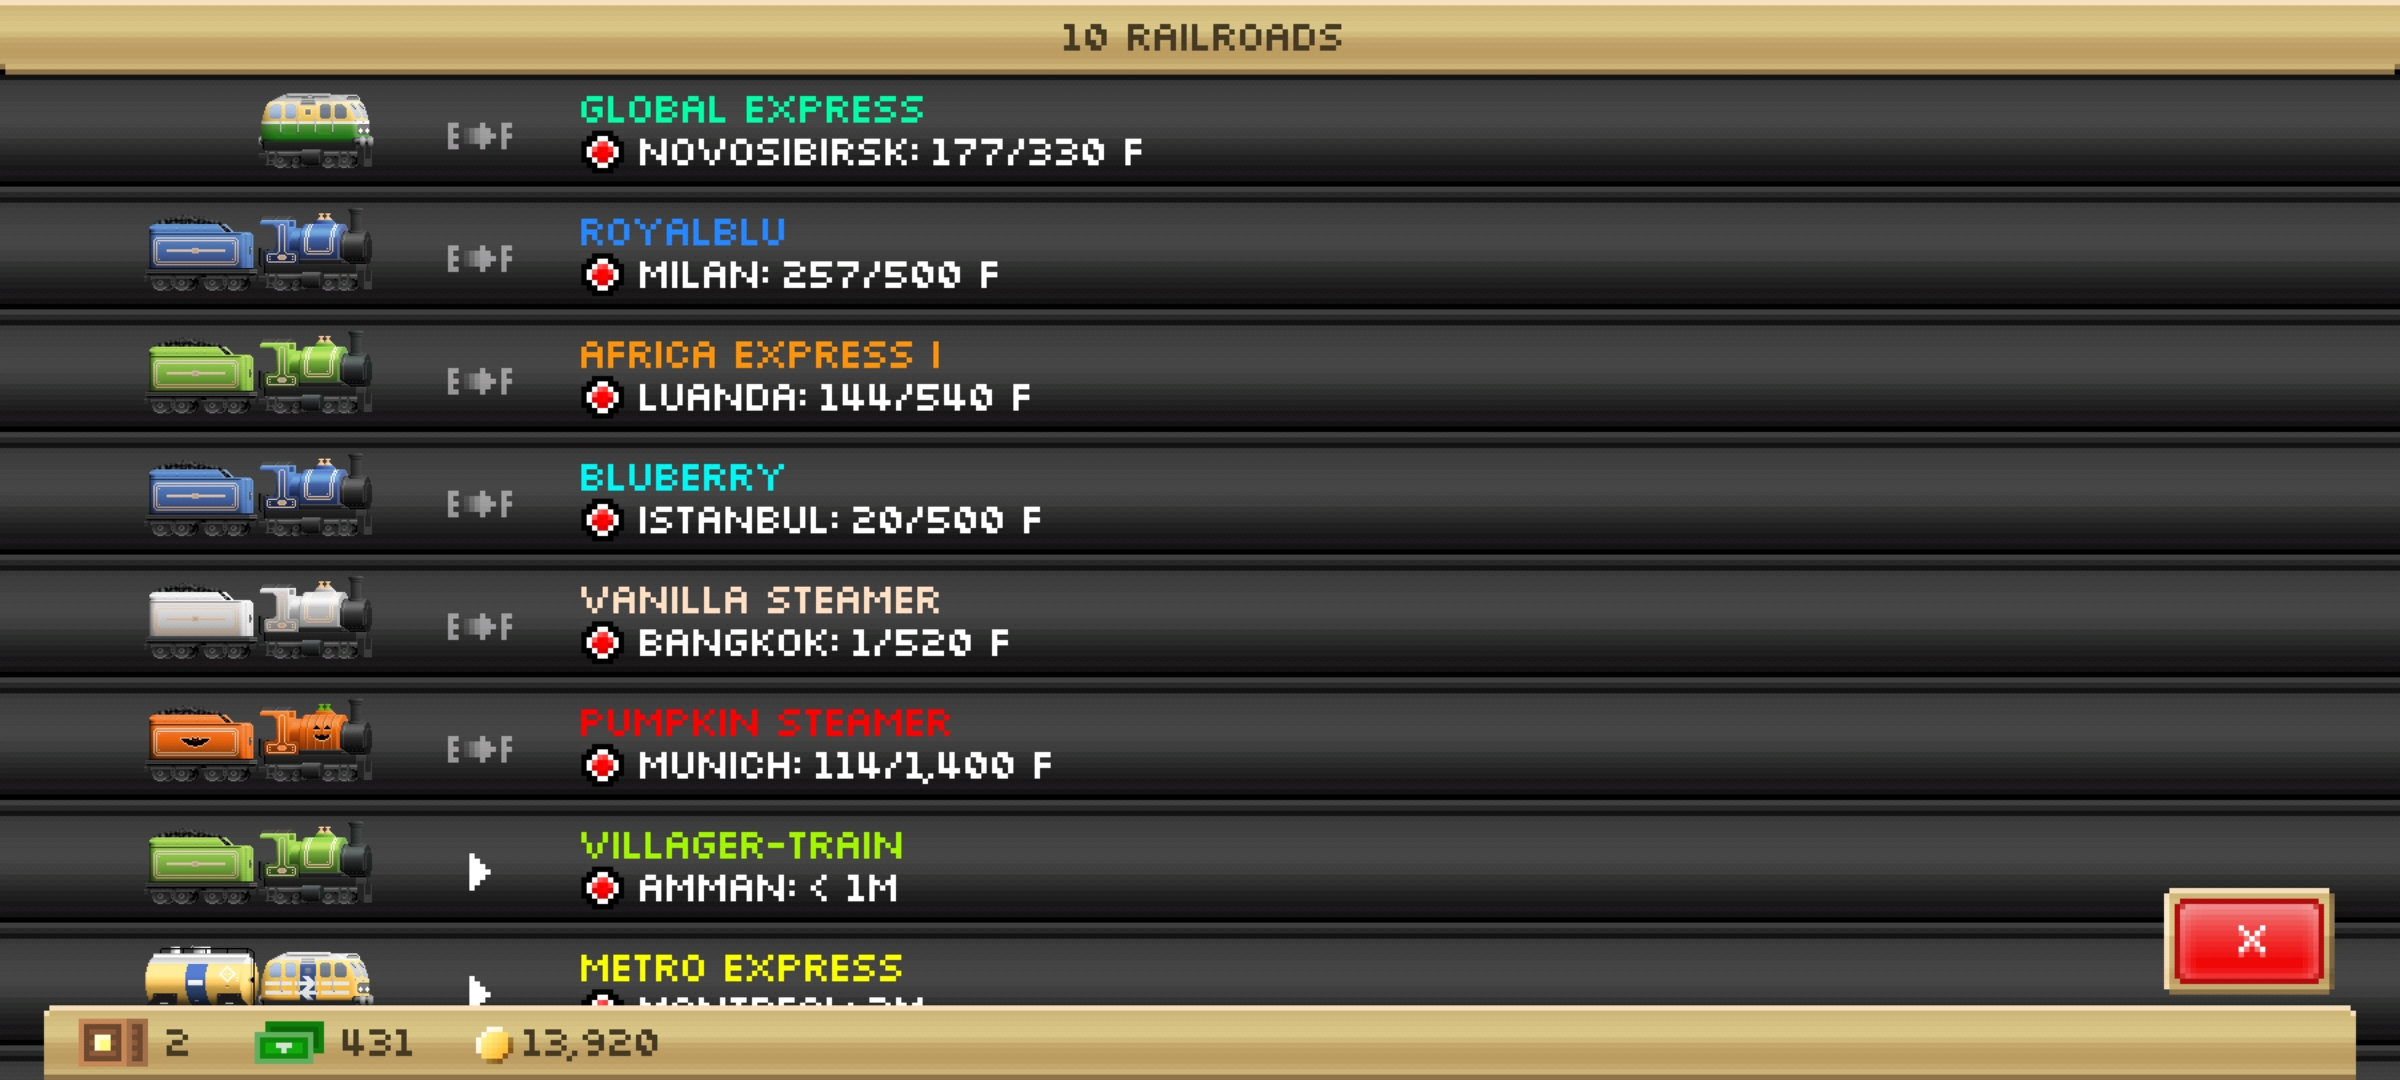 10 RAILROADS
GLOBAL EXPRESS
E F NOVOSIBIRSK: 177/330 F
ROYALBLU
E F MILAN: 257/500 F
AFRICA EXPRESS I
E F LUANDA: 144/540 F
BLUBERRY
E F ISTANBUL: 20/500 F
VANILLA STEAMER
E F BANGKOK: 1/520 F
PUMPKIN STEAMER
E F MUNICH: 114/1,400 F
VILLAGER-TRAIN
AMMAN: < 1M
METRO EXPRESS
X
2 431 13,920